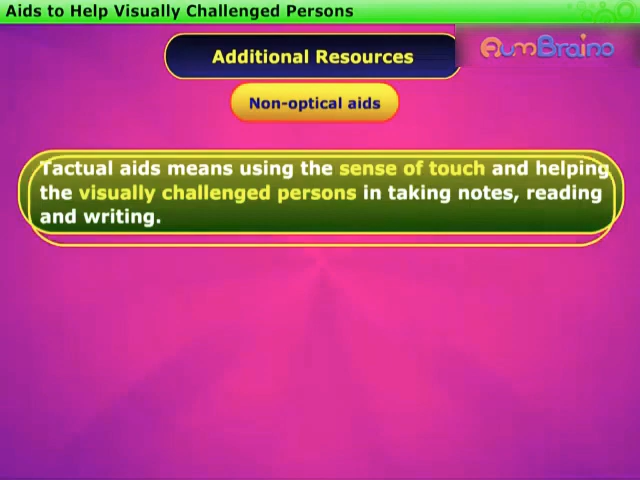 Aids to Help Visually Challenged Persons
Additional Resources
AumBraino
Non-optical aids
Tactual aids means using the sense of touch and helping
the visually challenged persons in taking notes, reading
and writing.